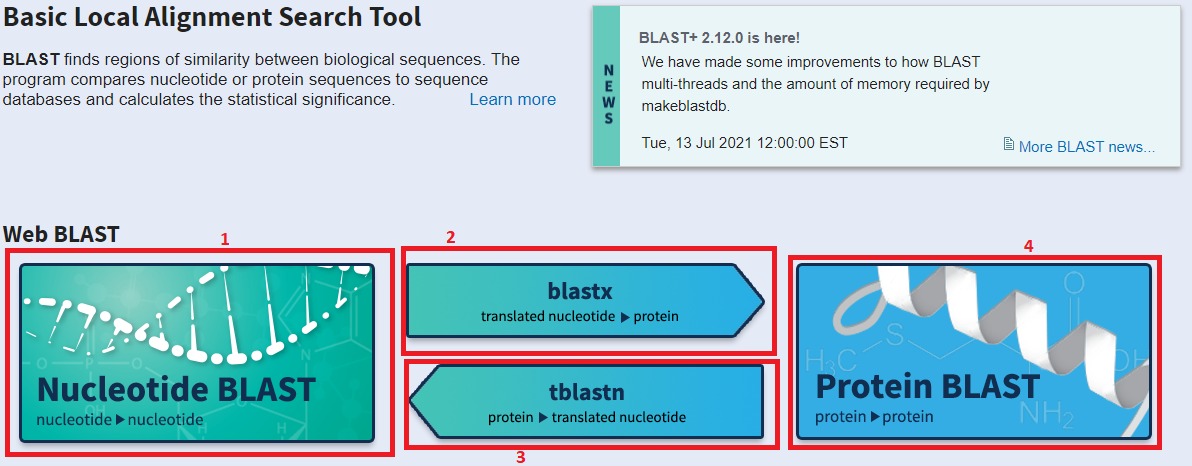 Basic Local Alignment Search Tool
BLAST finds regions of similarity between biological sequences. The
program compares nucleotide or protein sequences to sequence
databases and calculates the statistical significance. Learn more
NEWS
BLAST+ 2.12.0 is here!
We have made some improvements to how BLAST
multi-threads and the amount of memory required by
makeblastdb.
Tue, 13 Jul 2021 12:00:00 EST
More BLAST news...
Web BLAST
1
Nucleotide BLAST
nucleotide ▶ nucleotide
2
blastx
translated nucleotide ▶ protein
tblastn
protein ▶ translated nucleotide
3
4
Protein BLAST
protein ▶ protein
H₃C
S
O
OH
NH₂
O
P
O
OH
N
H
H